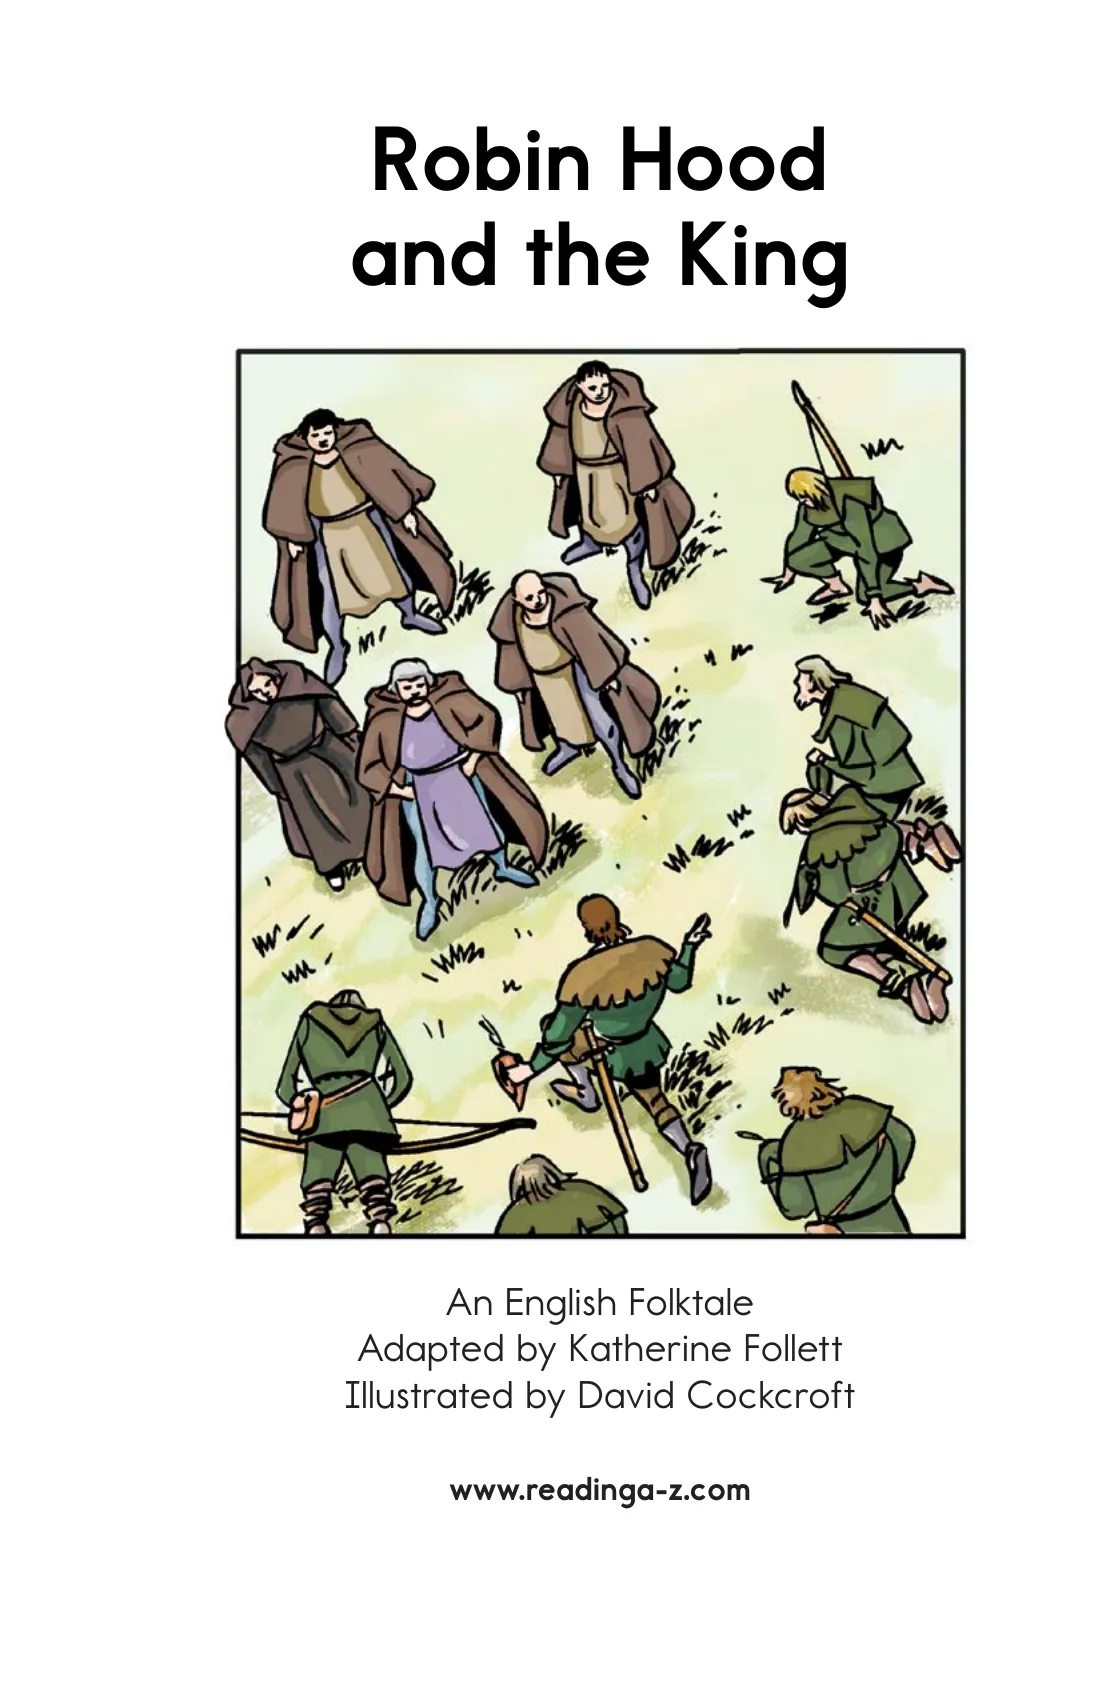 Robin Hood
and the King
An English Folktale
Adapted by Katherine Follett
Illustrated by David Cockcroft
www.readinga-z.com